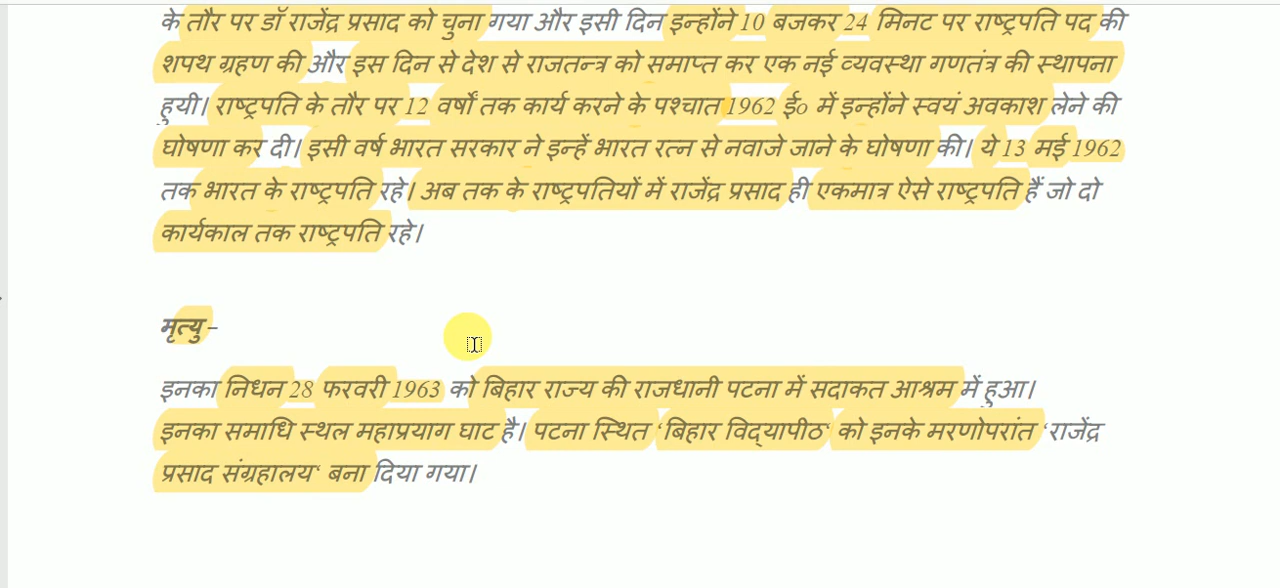 के तौर पर डॉ राजेंद्र प्रसाद को चुना गया और इसी दिन इन्होंने 10 बजकर 24 मिनट पर राष्ट्रपति पद की
शपथ ग्रहण की और इस दिन से देश से राजतन्त्र को समाप्त कर एक नई व्यवस्था गणतंत्र की स्थापना
हुयी। राष्ट्रपति के तौर पर 12 वर्षों तक कार्य करने के पश्चात 1962 ईo में इन्होंने स्वयं अवकाश लेने की
घोषणा कर दी। इसी वर्ष भारत सरकार ने इन्हें भारत रत्न से नवाजे जाने के घोषणा की। ये 13 मई 1962
तक भारत के राष्ट्रपति रहे। अब तक के राष्ट्रपतियों में राजेंद्र प्रसाद ही एकमात्र ऐसे राष्ट्रपति हैं जो दो
कार्यकाल तक राष्ट्रपति रहे।
मृत्यु –
इनका निधन 28 फरवरी 1963 को बिहार राज्य की राजधानी पटना में सदाकत आश्रम में हुआ।
इनका समाधि स्थल महाप्रयाग घाट है। पटना स्थित ‘बिहार विद्यापीठ‘ को इनके मरणोपरांत ‘राजेंद्र
प्रसाद संग्रहालय‘ बना दिया गया।